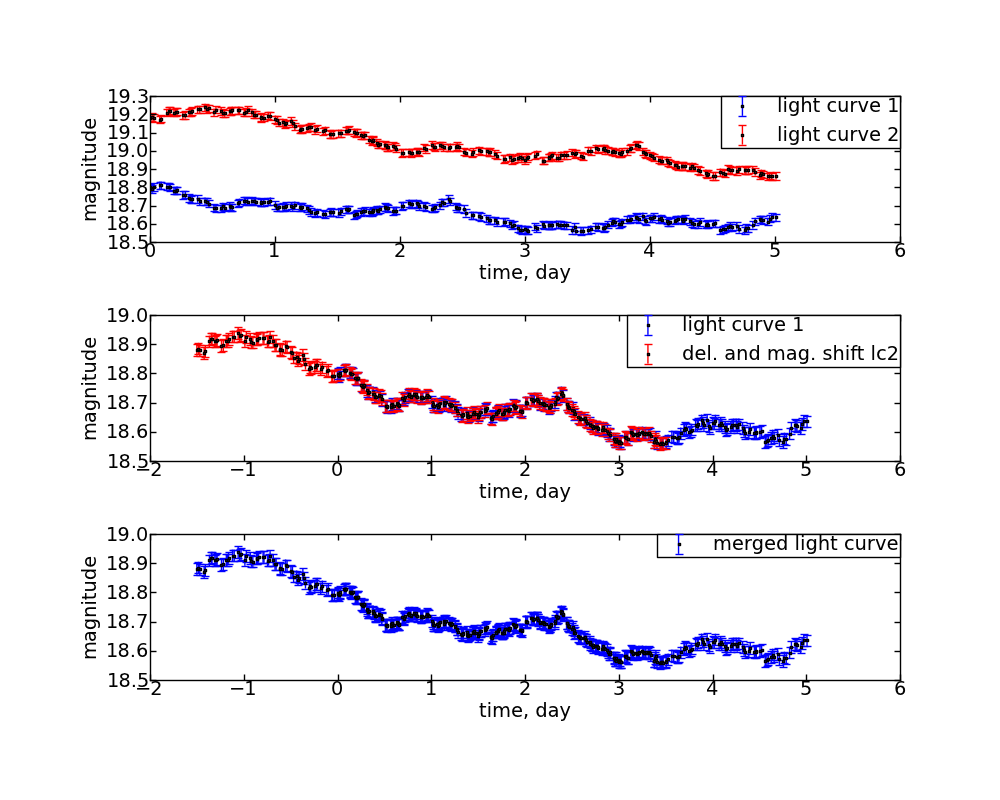 19.3
19.2
19.1
19.0
18.9
18.8
18.7
18.6
18.5
magnitude
light curve 1
light curve 2
0 1 2 3 4 5 6
time, day
19.0
18.9
18.8
18.7
18.6
18.5
magnitude
light curve 1
del. and mag. shift lc2
−2 −1 0 1 2 3 4 5 6
time, day
19.0
18.9
18.8
18.7
18.6
18.5
magnitude
merged light curve
−2 −1 0 1 2 3 4 5 6
time, day